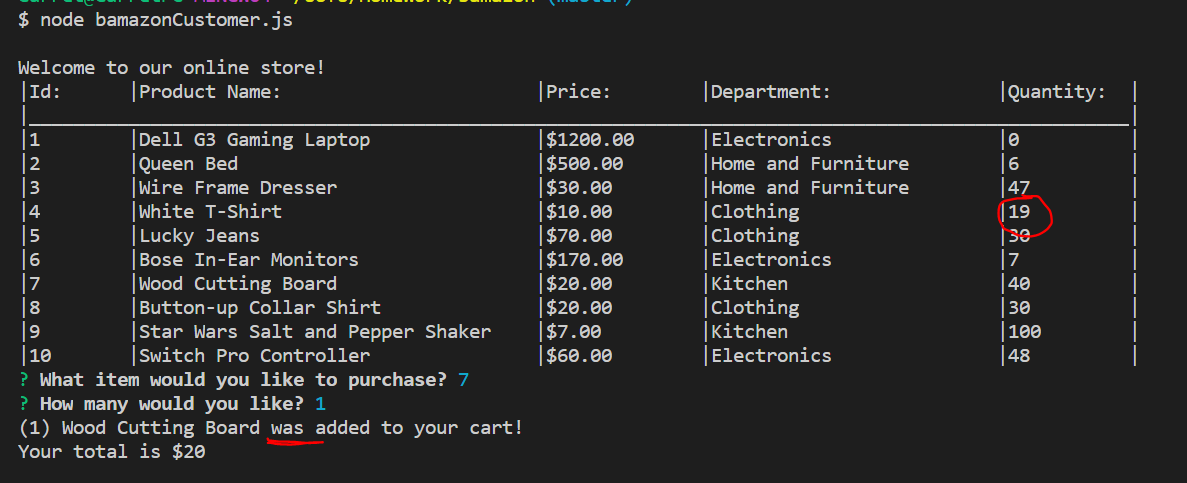 $ node bamazonCustomer.js
Welcome to our online store!
|Id: |Product Name: |Price: |Department: |Quantity: |
|1 |Dell G3 Gaming Laptop |$1200.00 |Electronics |0 |
|2 |Queen Bed |$500.00 |Home and Furniture |6 |
|3 |Wire Frame Dresser |$30.00 |Home and Furniture |47 |
|4 |White T-Shirt |$10.00 |Clothing |19 |
|5 |Lucky Jeans |$70.00 |Clothing |30 |
|6 |Bose In-Ear Monitors |$170.00 |Electronics |7 |
|7 |Wood Cutting Board |$20.00 |Kitchen |40 |
|8 |Button-up Collar Shirt |$20.00 |Clothing |30 |
|9 |Star Wars Salt and Pepper Shaker |$7.00 |Kitchen |100 |
|10 |Switch Pro Controller |$60.00 |Electronics |48 |
? What item would you like to purchase? 7
? How many would you like? 1
(1) Wood Cutting Board was added to your cart!
Your total is $20